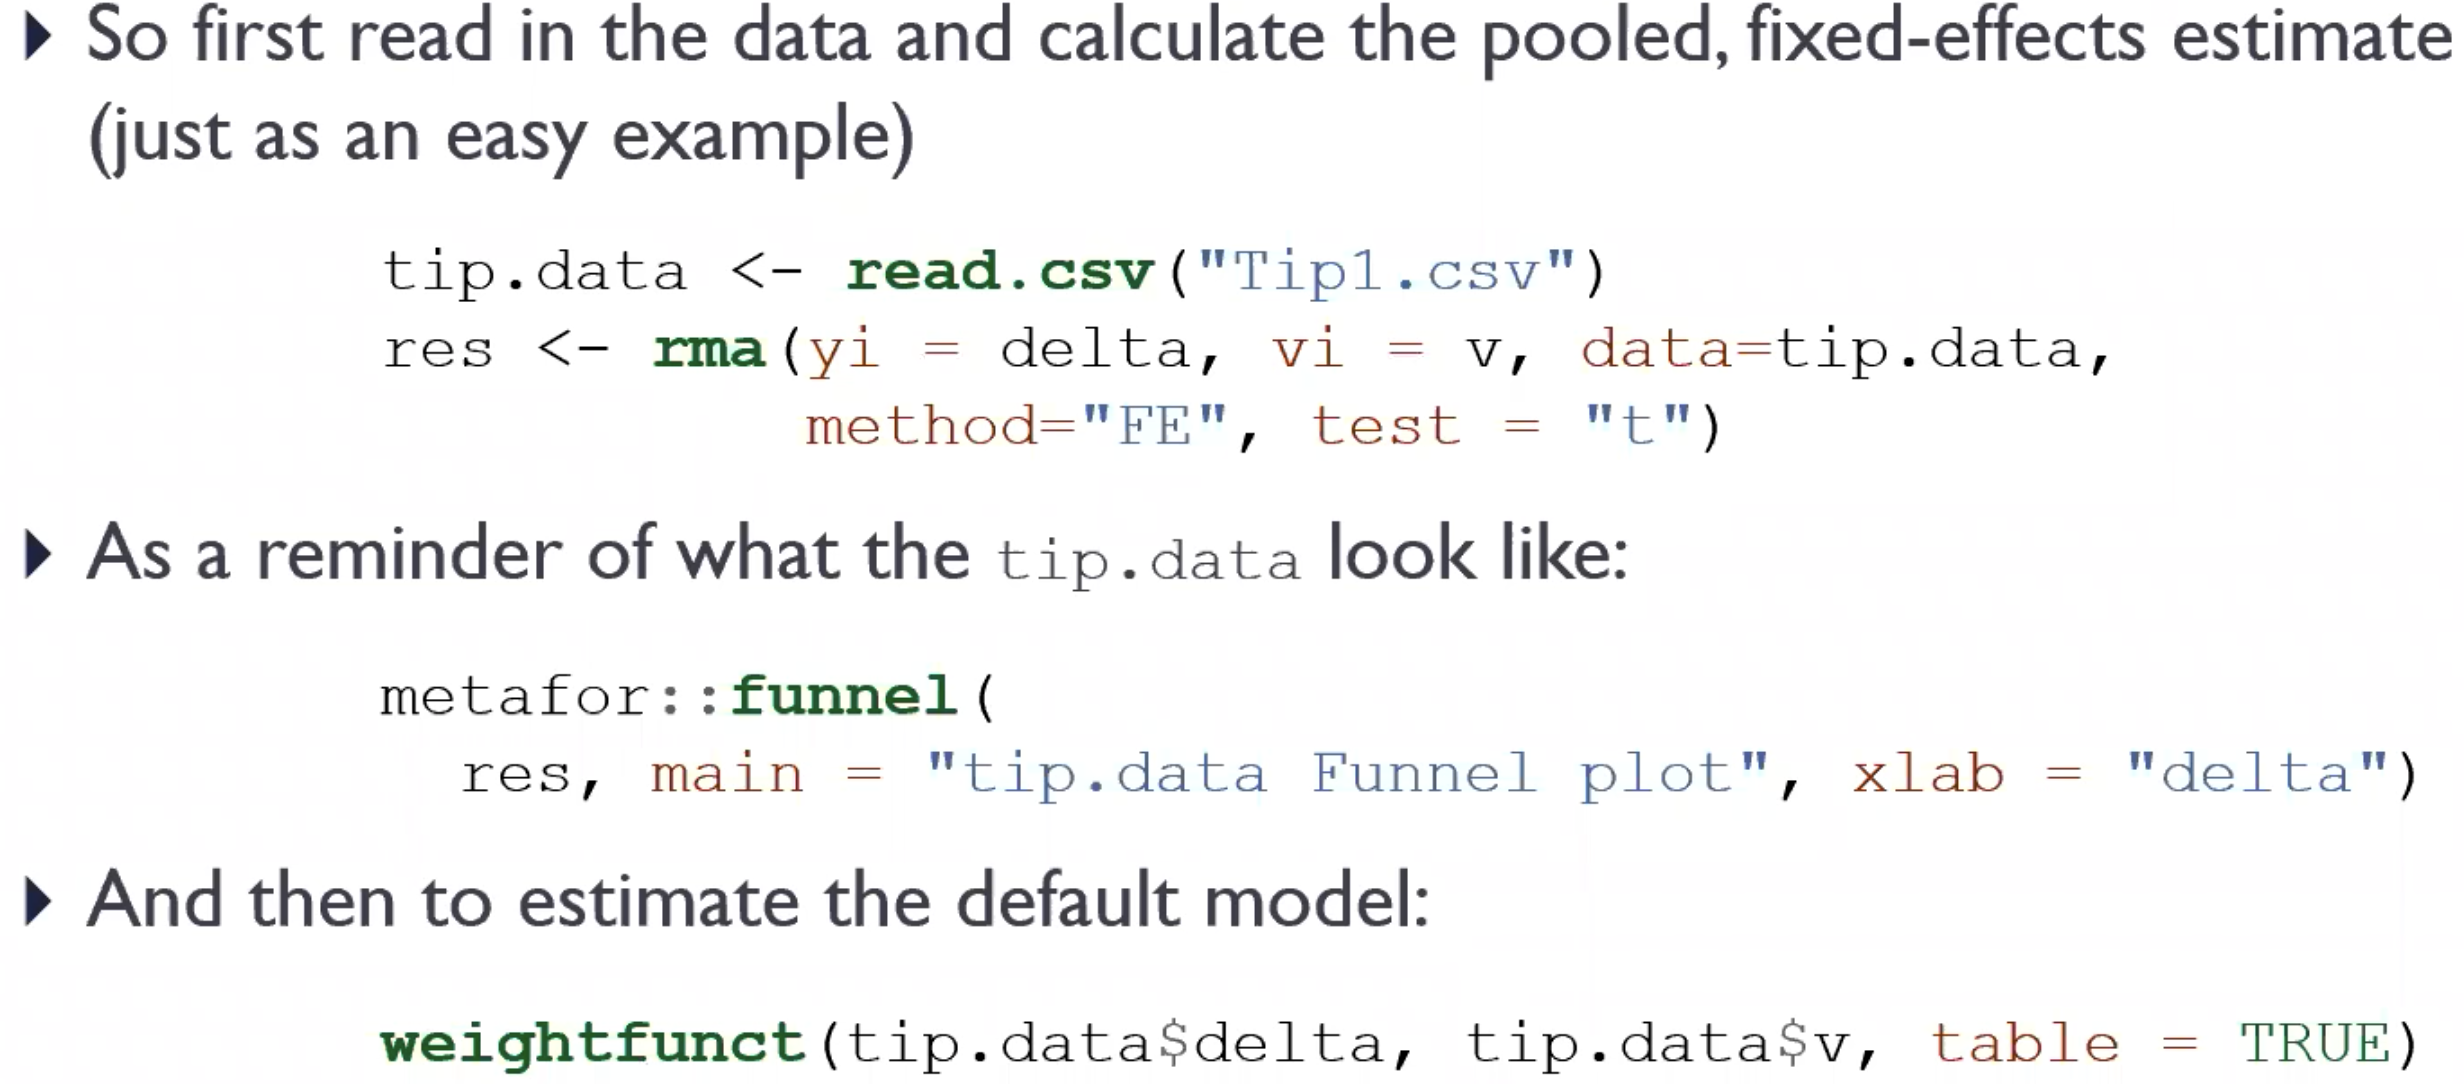 So first read in the data and calculate the pooled, fixed-effects estimate
(just as an easy example)
tip.data <- read.csv("Tip1.csv")
res <- rma(yi = delta, vi = v, data=tip.data,
method="FE", test = "t")
As a reminder of what the tip.data look like:
metafor::funnel(
res, main = "tip.data Funnel plot", xlab = "delta")
And then to estimate the default model:
weightfunct(tip.data$delta, tip.data$v, table = TRUE)